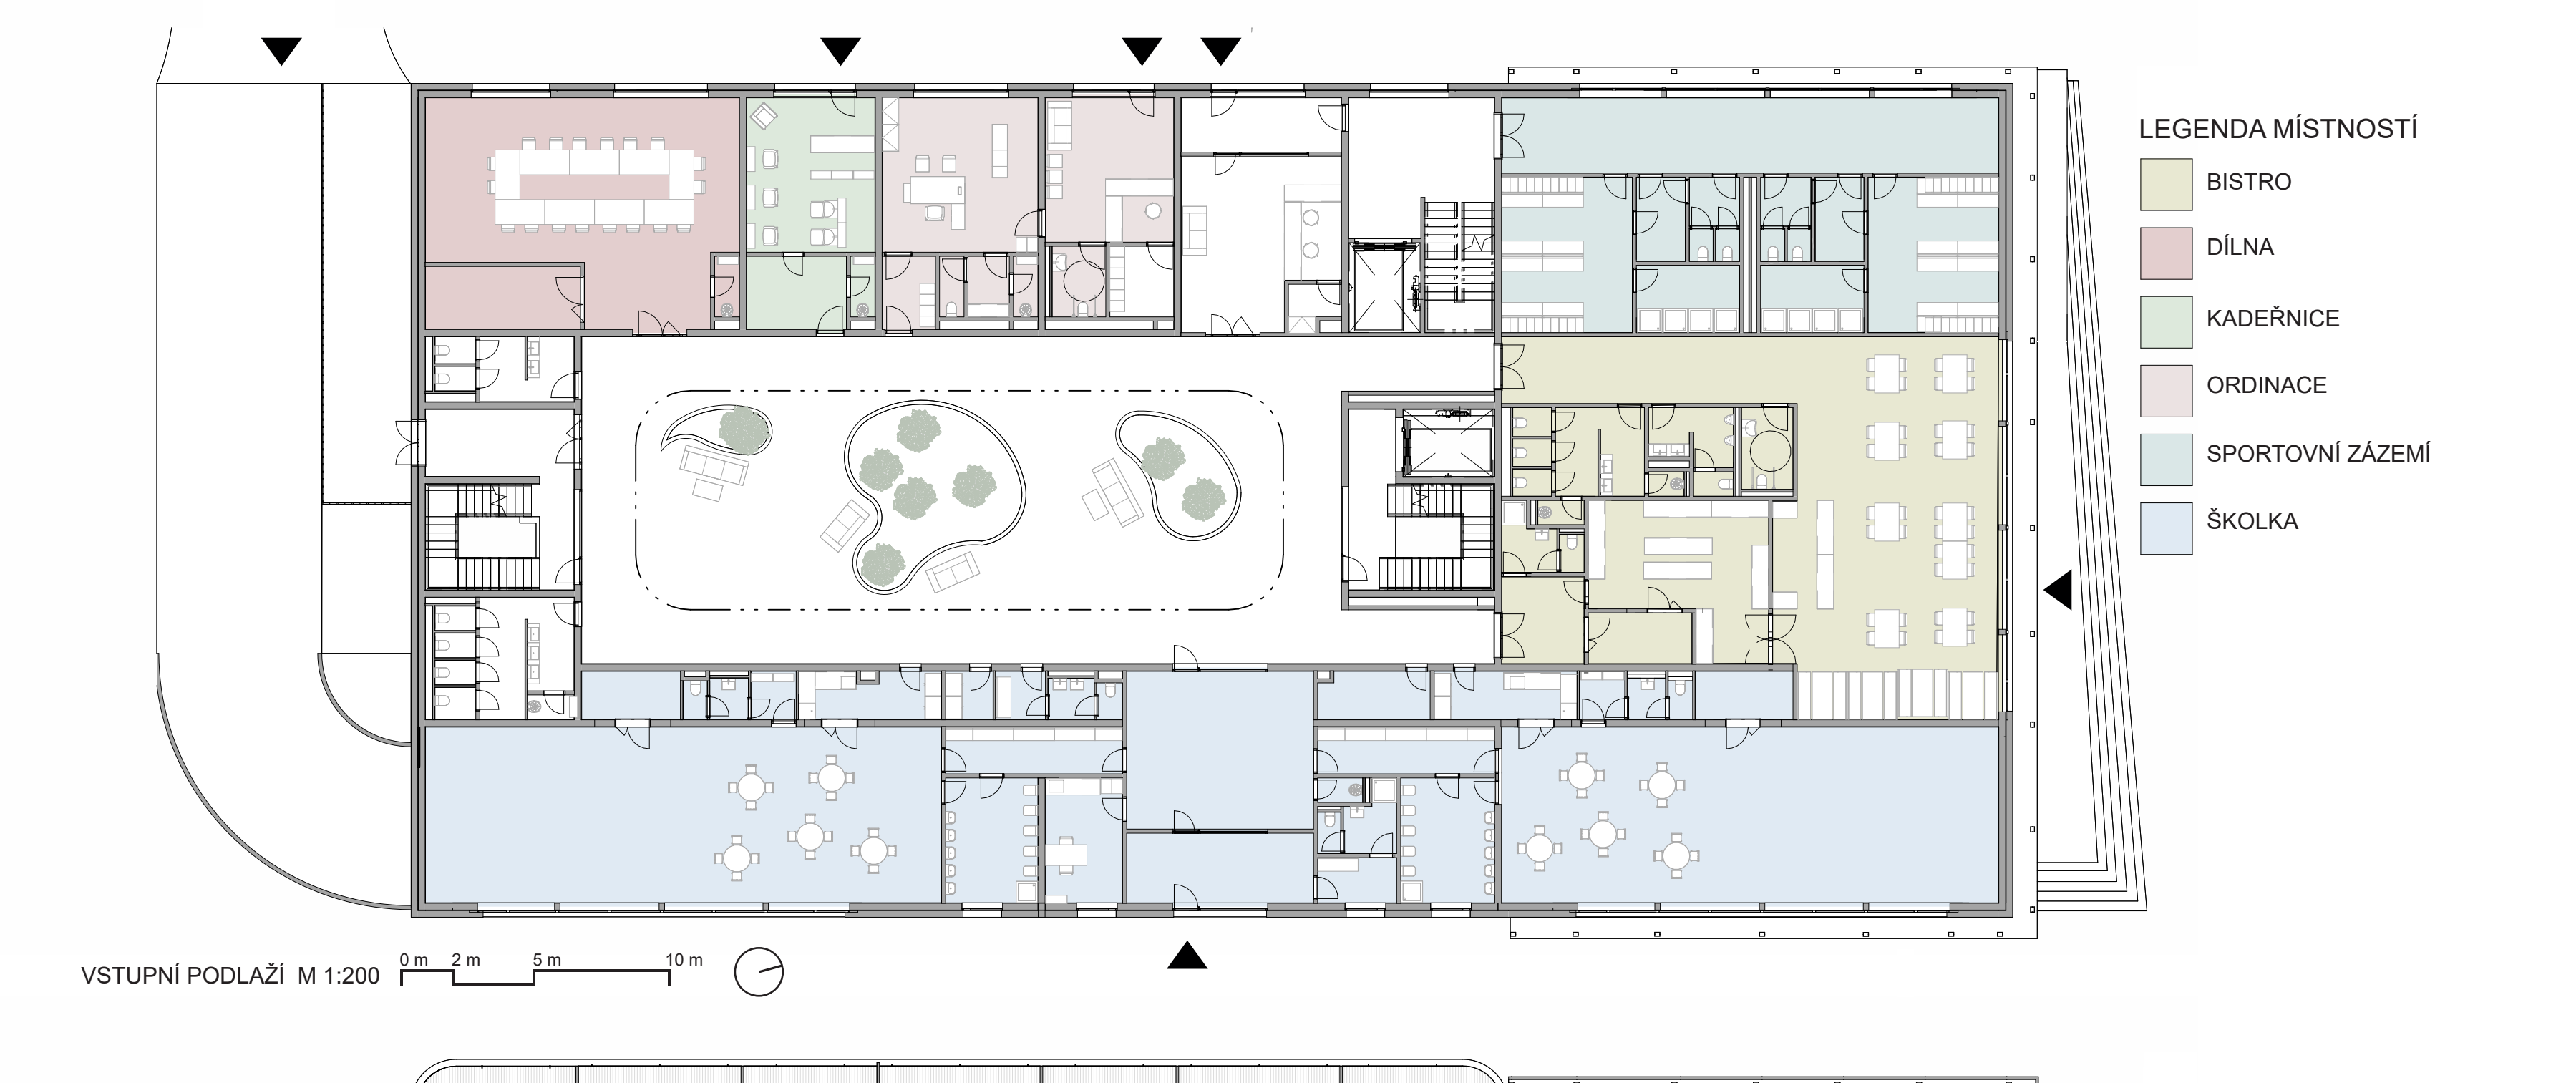 LEGENDA MÍSTNOSTÍ
BISTRO
DÍLNA
KADEŘNICE
ORDINACE
SPORTOVNÍ ZÁZEMÍ
ŠKOLKA
VSTUPNÍ PODLAŽÍ M 1:200
0 m 2 m 5 m 10 m